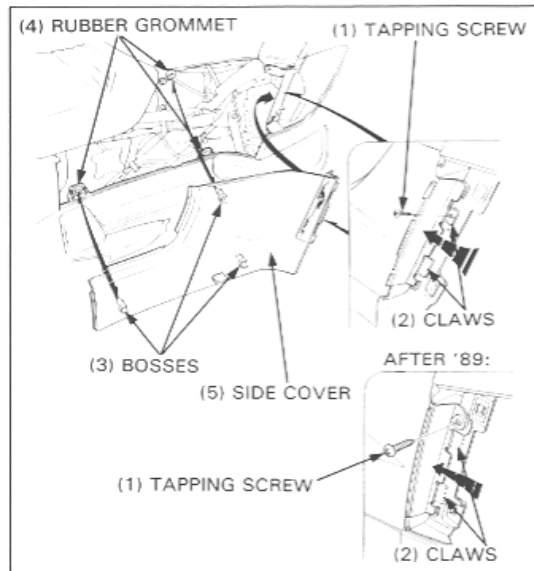 (4) RUBBER GROMMET
(1) TAPPING SCREW
(2) CLAWS
(3) BOSSES
AFTER '89:
(5) SIDE COVER
(1) TAPPING SCREW
(2) CLAWS